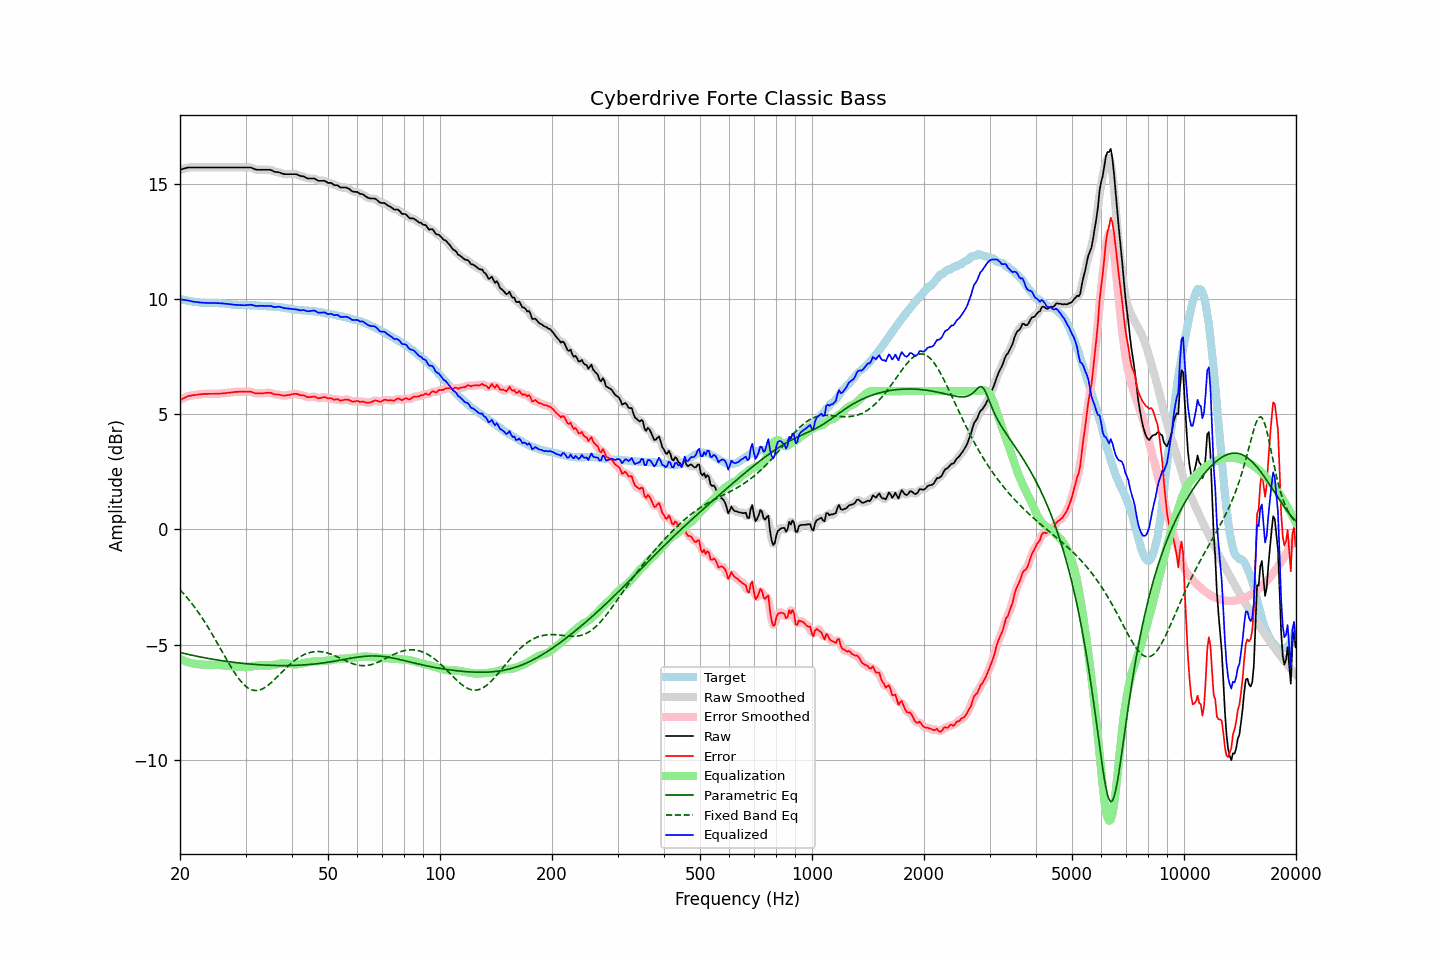 Cyberdrive Forte Classic Bass
Amplitude (dBr)
15
10
5
0
−5
−10
Target
Raw Smoothed
Error Smoothed
Raw
Error
Equalization
Parametric Eq
Fixed Band Eq
Equalized
20 50 100 200 500 1000 2000 5000 10000 20000
Frequency (Hz)